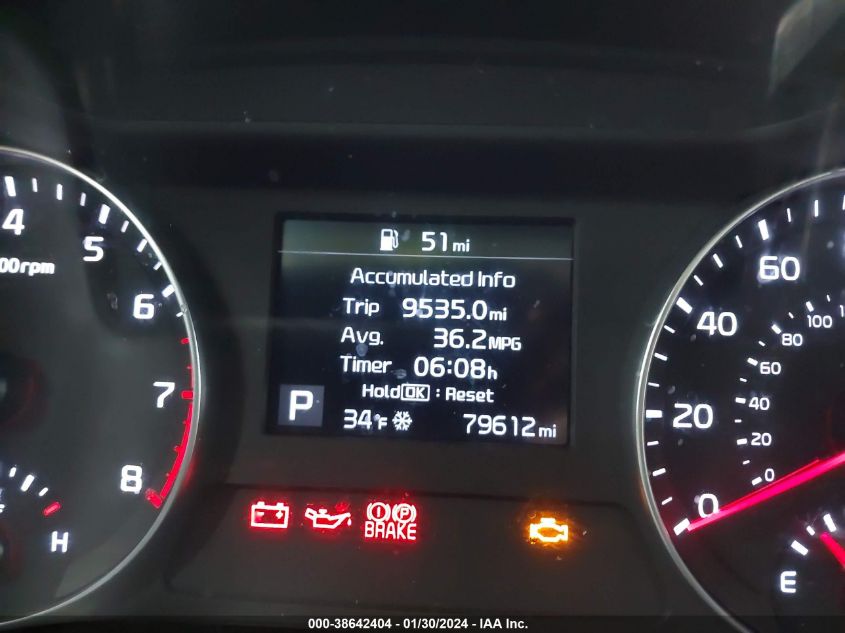 51mi
Accumulated Info
Trip 9535.0mi
Avg. 36.2MPG
Timer 06:08h
Hold OK : Reset
P
34°F 79612mi
4
5
6
7
8
00rpm
H
BRAKE
60
40
20
0
100
80
60
40
20
0
E
000-38642404 - 01/30/2024 - IAA Inc.